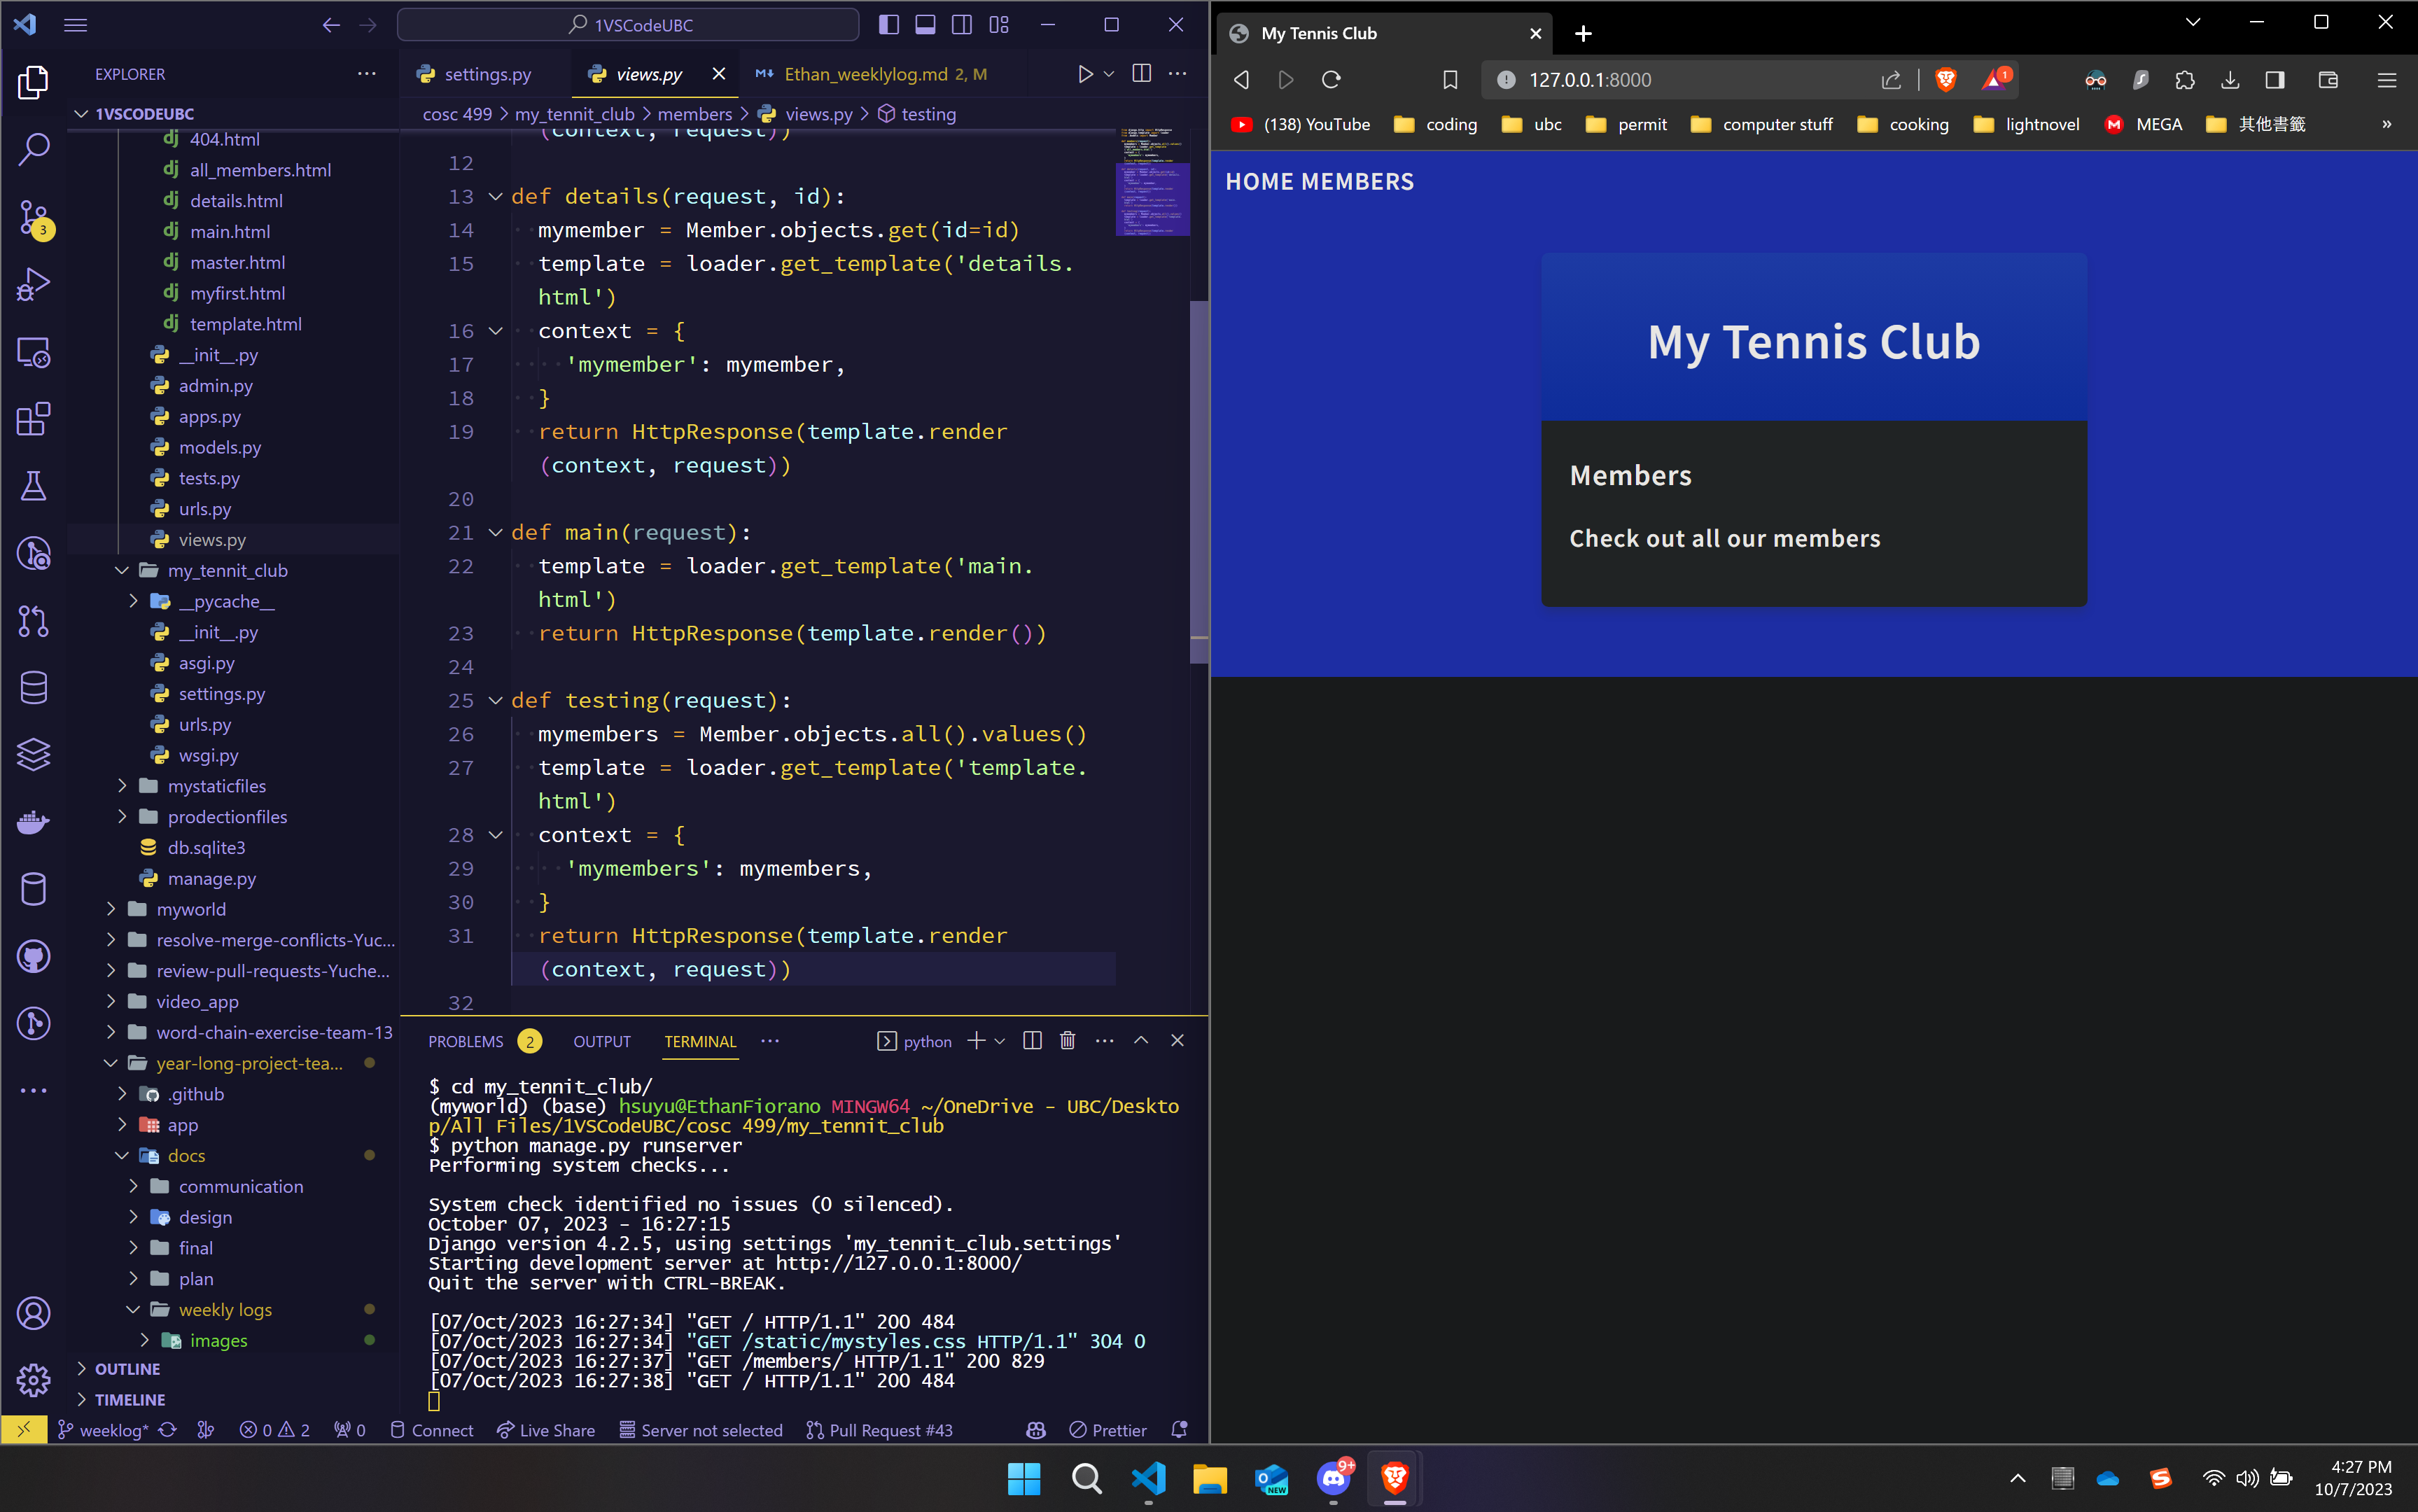 1VSCodeUBC
EXPLORER
1VSCODEUBC
404.html
all_members.html
details.html
main.html
master.html
myfirst.html
template.html
__init__.py
admin.py
apps.py
models.py
tests.py
urls.py
views.py
my_tennit_club
__pycache__
__init__.py
asgi.py
settings.py
urls.py
wsgi.py
mystaticfiles
prodectionfiles
db.sqlite3
manage.py
myworld
resolve-merge-conflicts-Yuc...
review-pull-requests-Yuche...
video_app
word-chain-exercise-team-13
year-long-project-tea...
.github
app
docs
communication
design
final
plan
weekly logs
images
OUTLINE
TIMELINE
3
settings.py views.py Ethan_weeklylog.md 2, M
cosc 499 > my_tennit_club > members > views.py > testing
(context, request))
12
13 def details(request, id):
14 mymember = Member.objects.get(id=id)
15 template = loader.get_template('details.
html')
16 context = {
17 'mymember': mymember,
18 }
19 return HttpResponse(template.render
(context, request))
20
21 def main(request):
22 template = loader.get_template('main.
html')
23 return HttpResponse(template.render())
24
25 def testing(request):
26 mymembers = Member.objects.all().values()
27 template = loader.get_template('template.
html')
28 context = {
29 'mymembers': mymembers,
30 }
31 return HttpResponse(template.render
(context, request))
32
PROBLEMS 2 OUTPUT TERMINAL ... python
$ cd my_tennit_club/
(myworld) (base) hsuyu@EthanFiorano MINGW64 ~/OneDrive - UBC/Deskto
p/All Files/1VSCodeUBC/cosc 499/my_tennit_club
$ python manage.py runserver
Performing system checks...
System check identified no issues (0 silenced).
October 07, 2023 - 16:27:15
Django version 4.2.5, using settings 'my_tennit_club.settings'
Starting development server at http://127.0.0.1:8000/
Quit the server with CTRL-BREAK.
[07/Oct/2023 16:27:34] "GET / HTTP/1.1" 200 484
[07/Oct/2023 16:27:34] "GET /static/mystyles.css HTTP/1.1" 304 0
[07/Oct/2023 16:27:37] "GET /members/ HTTP/1.1" 200 829
[07/Oct/2023 16:27:38] "GET / HTTP/1.1" 200 484
weeklog* 0 2 0 Connect Live Share Server not selected Pull Request #43 Prettier
My Tennis Club
127.0.0.1:8000
1
(138) YouTube coding ubc permit computer stuff cooking lightnovel M MEGA 其他書籤 »
HOME MEMBERS
My Tennis Club
Members
Check out all our members
NEW
9+
4:27 PM
10/7/2023